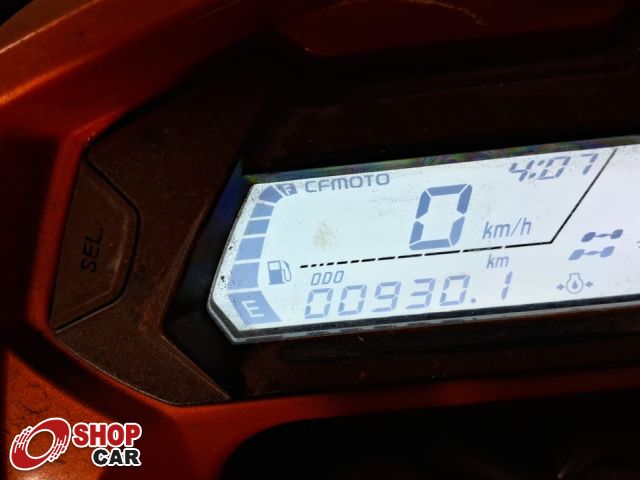 F CFMOTO 4:07
0 km/h
SEL.
ODO km
00930.1
E
SHOP
CAR